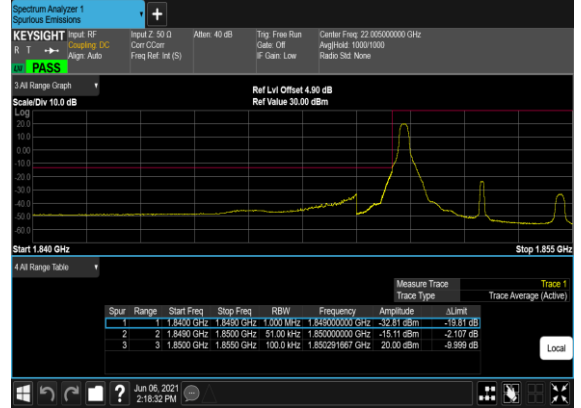 Spectrum Analyzer 1
Spurious Emissions
+
KEYSIGHT Input: RF Input Z: 50 Ω Atten: 40 dB Trig: Free Run Center Freq: 22.005000000 GHz
R T Coupling: DC Corr CCorr Gate: Off Avg|Hold: 1000/1000
Align: Auto Freq Ref: Int (S) IF Gain: Low Radio Std: None
PASS
3 All Range Graph
Ref Lvl Offset 4.90 dB
Scale/Div 10.0 dB Ref Value 30.00 dBm
Log
20.0
10.0
0.00
-10.0
-20.0
-30.0
-40.0
-50.0
-60.0
Start 1.840 GHz Stop 1.855 GHz
4 All Range Table
Measure Trace Trace 1
Trace Type Trace Average (Active)
Spur Range Start Freq Stop Freq RBW Frequency Amplitude ΔLimit
1 1 1.8400 GHz 1.8490 GHz 1.000 MHz 1.849000000 GHz -32.81 dBm -19.81 dB
2 2 1.8490 GHz 1.8500 GHz 51.00 kHz 1.850000000 GHz -15.11 dBm -2.107 dB
3 3 1.8500 GHz 1.8550 GHz 100.0 kHz 1.850291667 GHz 20.00 dBm -9.999 dB
Local
?
Jun 06, 2021
2:18:32 PM